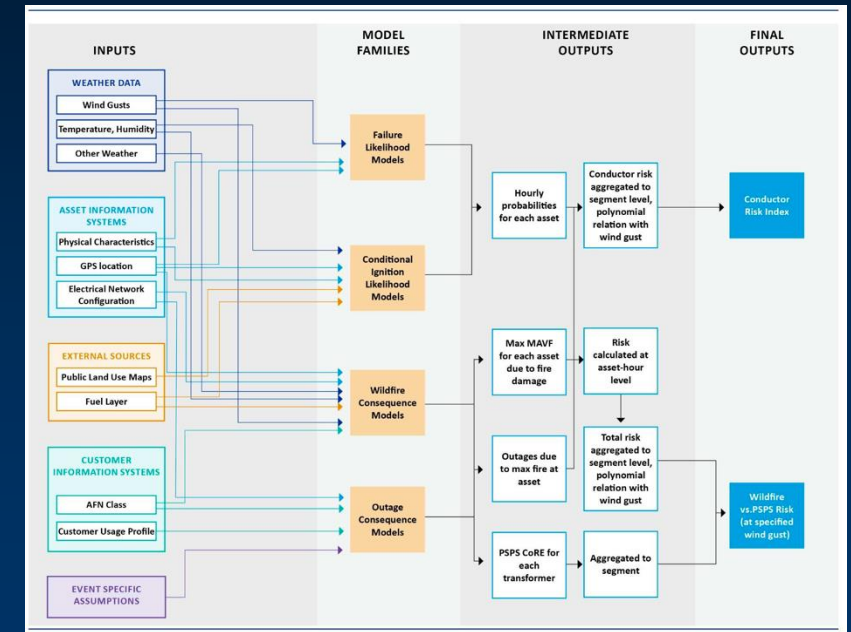 INPUTS
MODEL
FAMILIES
INTERMEDIATE
OUTPUTS
FINAL
OUTPUTS
WEATHER DATA
Wind Gusts
Temperature, Humidity
Other Weather
ASSET INFORMATION
SYSTEMS
Physical Characteristics
GPS location
Electrical Network
Configuration
EXTERNAL SOURCES
Public Land Use Maps
Fuel Layer
CUSTOMER
INFORMATION SYSTEMS
AFN Class
Customer Usage Profile
EVENT SPECIFIC
ASSUMPTIONS
Failure
Likelihood
Models
Conditional
Ignition
Likelihood
Models
Wildfire
Consequence
Models
Outage
Consequence
Models
Hourly
probabilities
for each asset
Max MAVF
for each asset
due to fire
damage
Outages due
to max fire at
asset
PSPS CoRE for
each
transformer
Conductor risk
aggregated to
segment level,
polynomial
relation with
wind gust
Risk
calculated at
asset-hour
level
Total risk
aggregated to
segment level,
polynomial
relation with
wind gust
Aggregated to
segment
Conductor
Risk Index
Wildfire
vs.PSPS Risk
(at specified
wind gust)